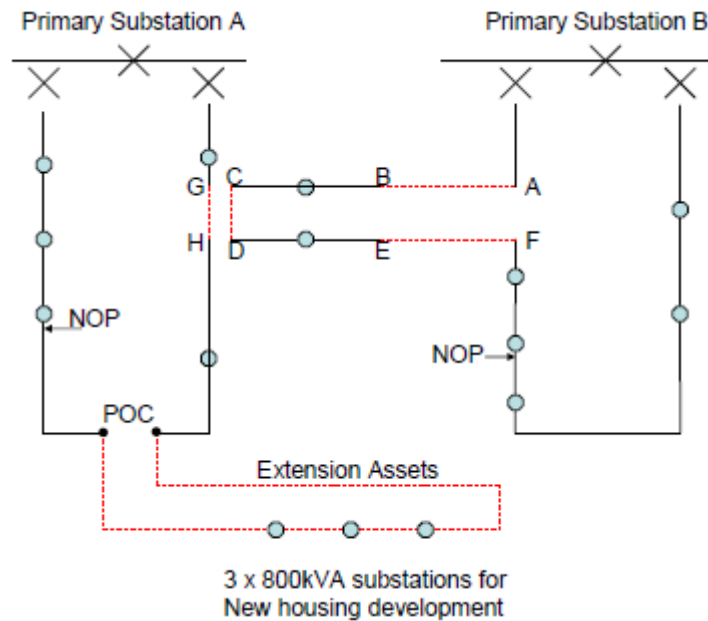 Primary Substation A
Primary Substation B
G
C
B
A
H
D
E
F
NOP
NOP
POC
Extension Assets
3 x 800kVA substations for
New housing development